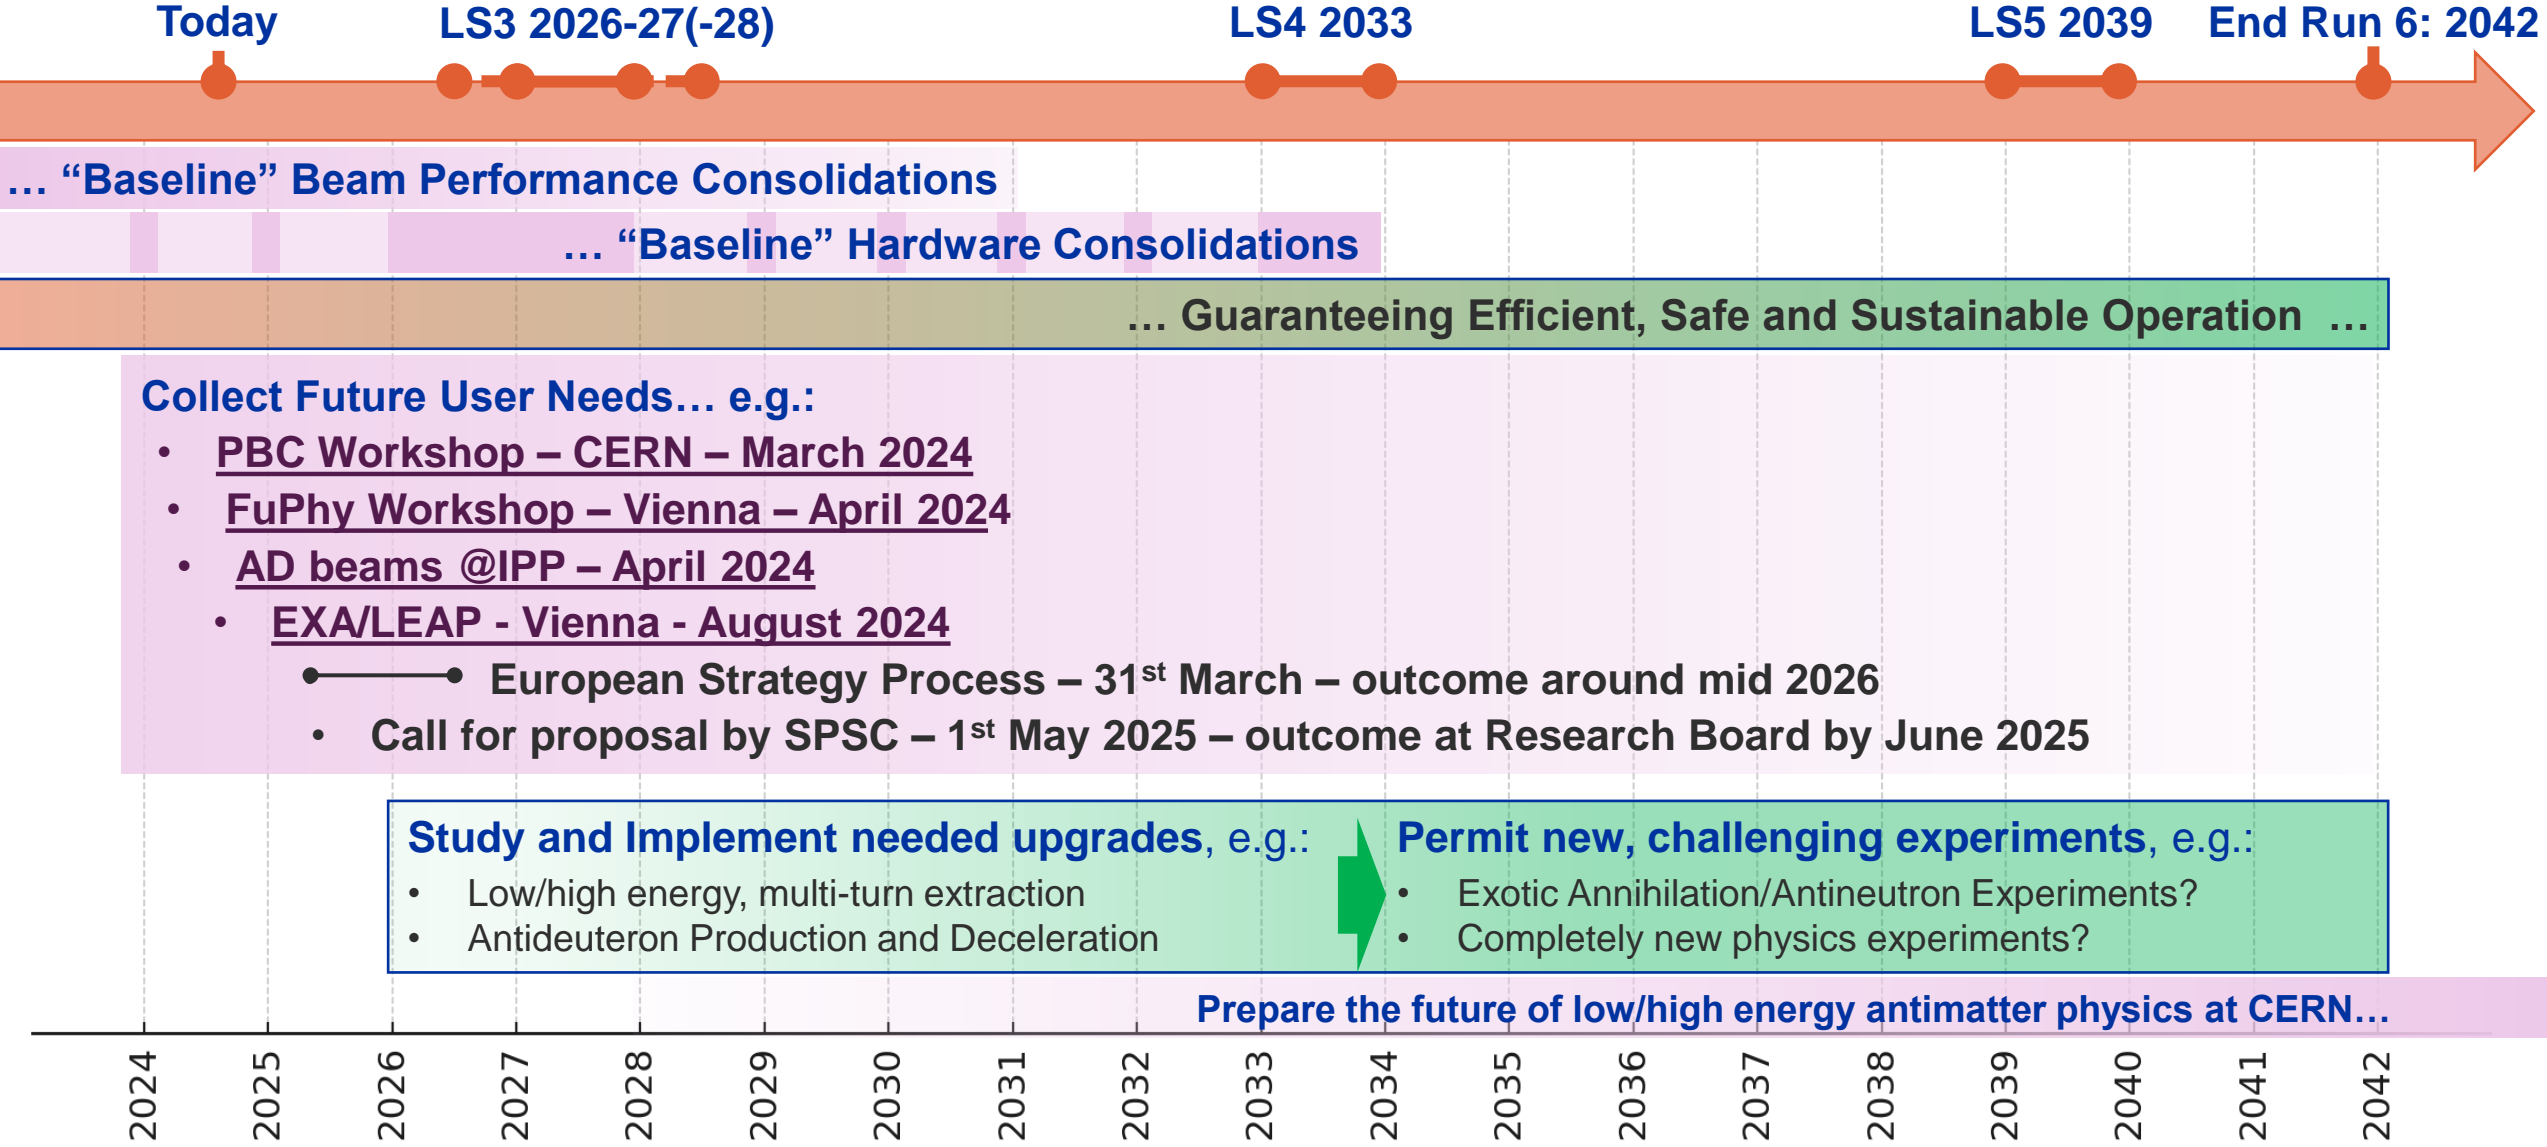 Today
LS3 2026-27(-28)
LS4 2033
LS5 2039
End Run 6: 2042
… “Baseline” Beam Performance Consolidations
… “Baseline” Hardware Consolidations
… Guaranteeing Efficient, Safe and Sustainable Operation …
Collect Future User Needs… e.g.:
• PBC Workshop – CERN – March 2024
• FuPhy Workshop – Vienna – April 2024
• AD beams @IPP – April 2024
• EXA/LEAP - Vienna - August 2024
European Strategy Process – 31st March – outcome around mid 2026
• Call for proposal by SPSC – 1st May 2025 – outcome at Research Board by June 2025
Study and Implement needed upgrades, e.g.:
• Low/high energy, multi-turn extraction
• Antideuteron Production and Deceleration
Permit new, challenging experiments, e.g.:
• Exotic Annihilation/Antineutron Experiments?
• Completely new physics experiments?
Prepare the future of low/high energy antimatter physics at CERN…
2024
2025
2026
2027
2028
2029
2030
2031
2032
2033
2034
2035
2036
2037
2038
2039
2040
2041
2042